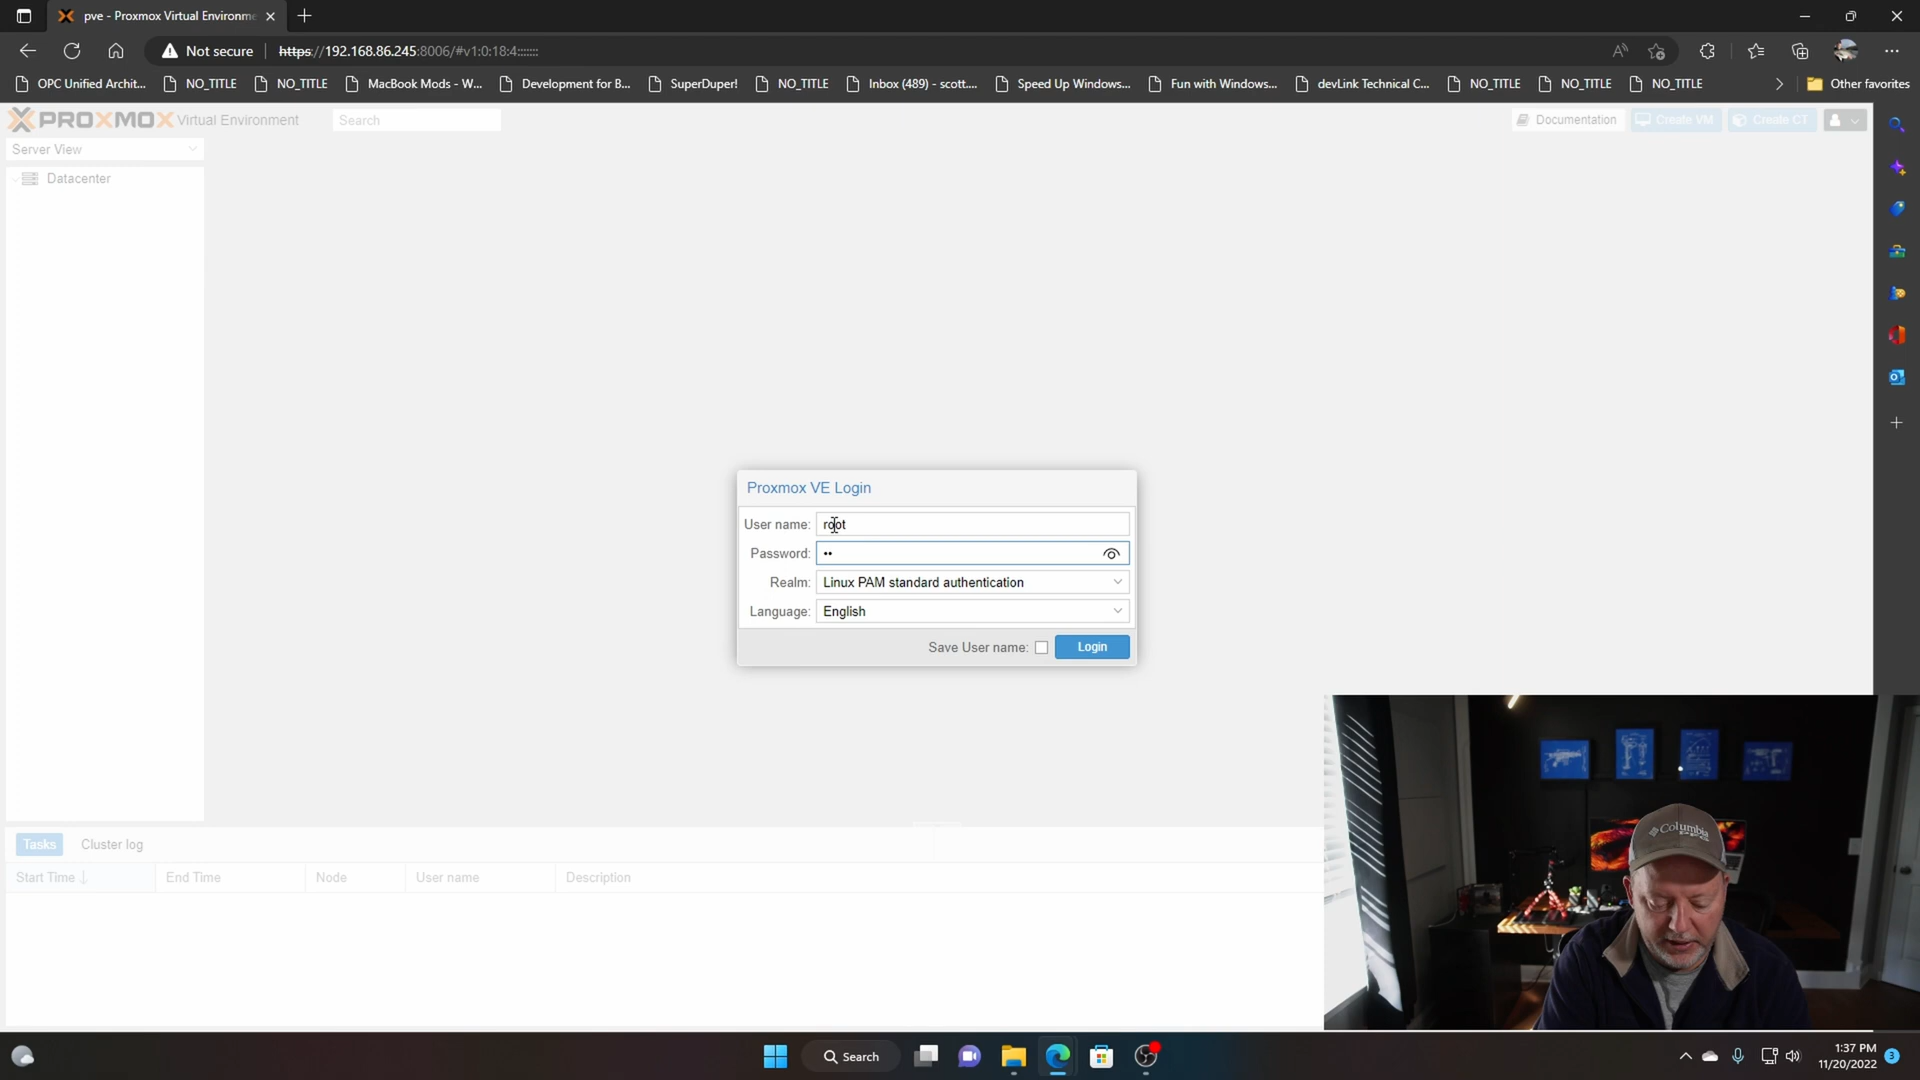 pve - Proxmox Virtual Environme
Not secure
https://192.168.86.245:8006/#v1:0:18:4:::::::
OPC Unified Archit...
NO_TITLE
NO_TITLE
MacBook Mods - W...
Development for B...
SuperDuper!
NO_TITLE
Inbox (489) - scott....
Speed Up Windows...
Fun with Windows...
devLink Technical C...
NO_TITLE
NO_TITLE
NO_TITLE
Other favorites
PROXMOX Virtual Environment
Search
Documentation
Create VM
Create CT
Server View
Datacenter
Proxmox VE Login
User name: root
Password: ••
Realm: Linux PAM standard authentication
Language: English
Save User name:
Login
Tasks
Cluster log
Start Time
End Time
Node
User name
Description
Columbia
Search
1:37 PM
11/20/2022
3